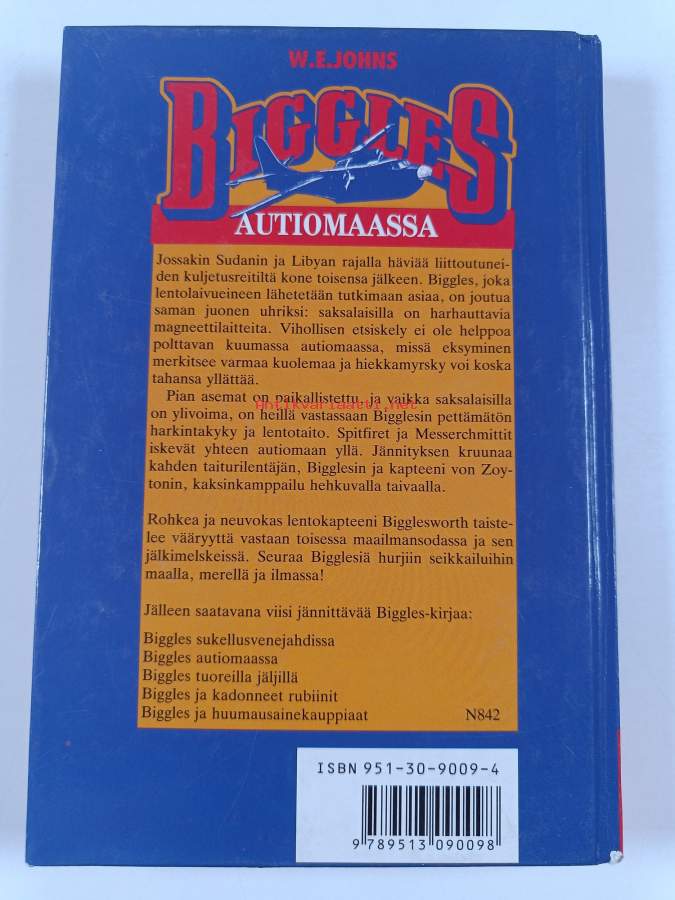 W.E.JOHNS
BIGGLES
AUTIOMAASSA
Jossakin Sudanin ja Libyan rajalla häviää liittoutunei-
den kuljetusreitiltä kone toisensa jälkeen. Biggles, joka
lentolaivueineen lähetetään tutkimaan asiaa, on joutua
saman juonen uhriksi: saksalaisilla on harhauttavia
magneettilaitteita. Vihollisen etsiskely ei ole helppoa
polttavan kuumassa autiomaassa, missä eksyminen
merkitsee varmaa kuolemaa ja hiekkamyrsky voi koska
tahansa yllättää.
Pian asemat on paikallistettu, ja vaikka saksalaisilla
Antikvariaatti.net
on ylivoima, on heillä vastassaan Bigglesin pettämätön
harkintakyky ja lentotaito. Spitfiret ja Messerchmittit
iskevät yhteen autiomaan yllä. Jännityksen kruunaa
kahden taiturilentäjän, Bigglesin ja kapteeni von Zoy-
tonin, kaksinkamppailu hehkuvalla taivaalla.
Rohkea ja neuvokas lentokapteeni Bigglesworth taiste-
lee vääryyttä vastaan toisessa maailmansodassa ja sen
jälkimelskeissä. Seuraa Bigglesiä hurjiin seikkailuihin
maalla, merellä ja ilmassa!
Jälleen saatavana viisi jännittävää Biggles-kirjaa:
Biggles sukellusvenejahdissa
Biggles autiomaassa
Biggles tuoreilla jäljillä
Biggles ja kadonneet rubiinit
Biggles ja huumausainekauppiaat N842
ISBN 951-30-9009-4
9 789513 090098